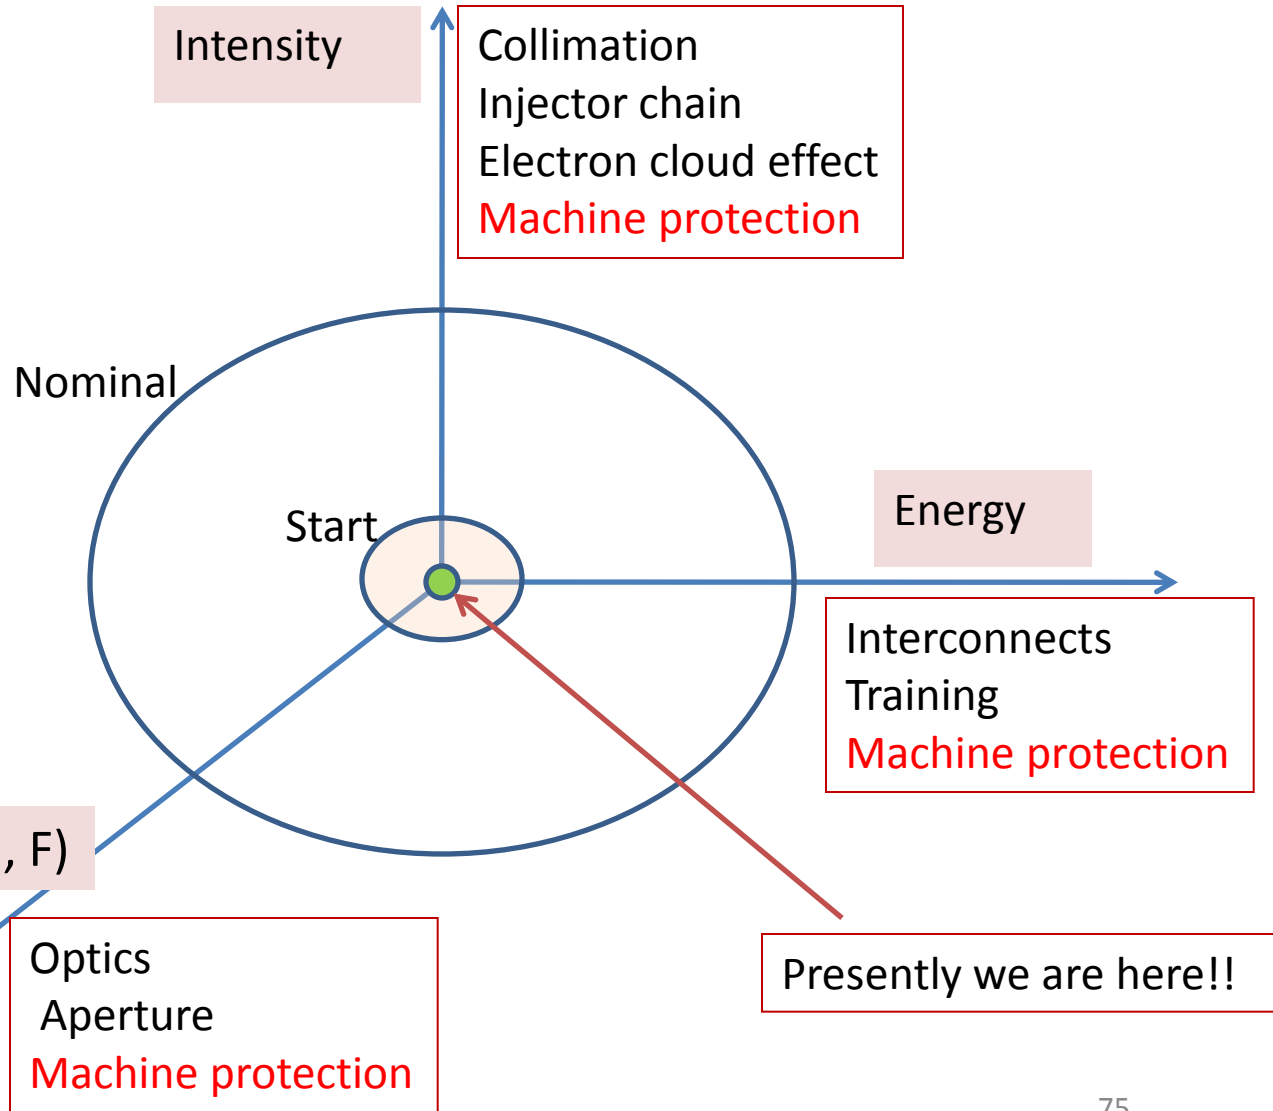 Intensity
Collimation
Injector chain
Electron cloud effect
Machine protection
Nominal
Start
Energy
Interconnects
Training
Machine protection
, F)
Optics
Aperture
Machine protection
Presently we are here!!
75